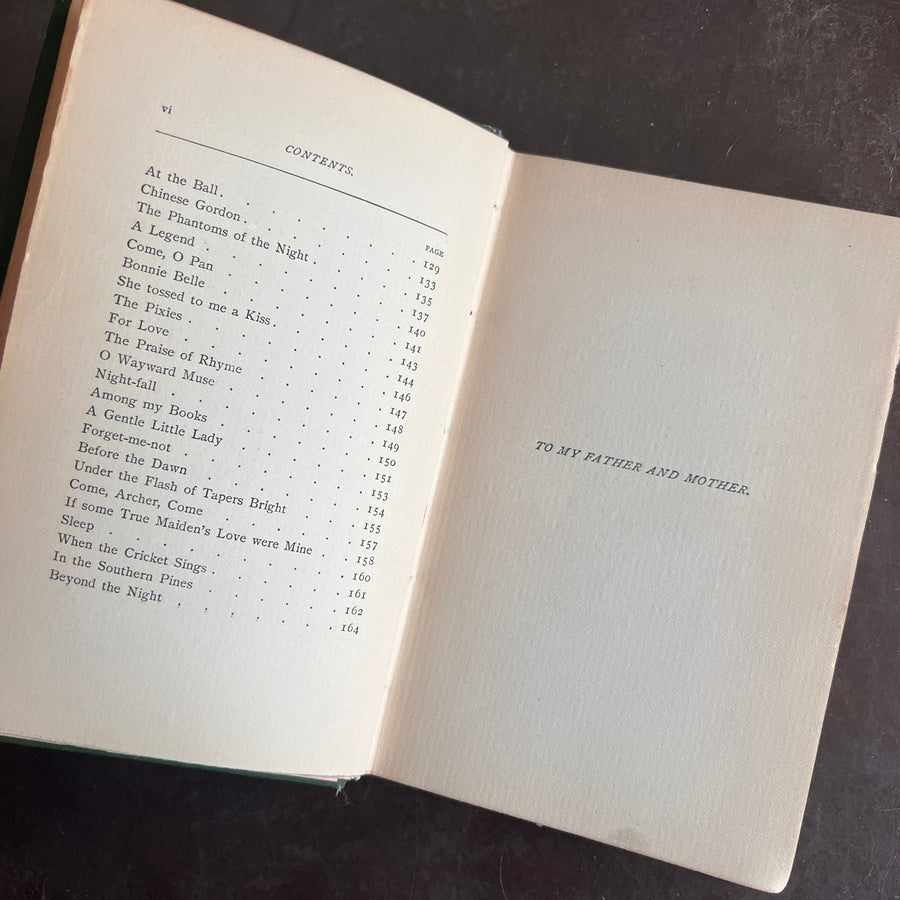 vi
CONTENTS.
PAGE
At the Ball . . . . . . 129
Chinese Gordon . . . . . . 133
The Phantoms of the Night . . . . 135
A Legend . . . . . . 137
Come, O Pan . . . . . . 140
Bonnie Belle . . . . . . 141
She tossed to me a Kiss . . . . . 143
The Pixies . . . . . . 144
For Love . . . . . . 146
The Praise of Rhyme . . . . . 147
O Wayward Muse . . . . . 148
Night-fall . . . . . . 149
Among my Books . . . . . 150
A Gentle Little Lady . . . . . 151
Forget-me-not . . . . . . 153
Before the Dawn . . . . . 154
Under the Flash of Tapers Bright . . . 155
Come, Archer, Come . . . . . 157
If some True Maiden's Love were Mine . . 158
Sleep . . . . . . 160
When the Cricket Sings . . . . . 161
In the Southern Pines . . . . . 162
Beyond the Night . . . . . 164
TO MY FATHER AND MOTHER.